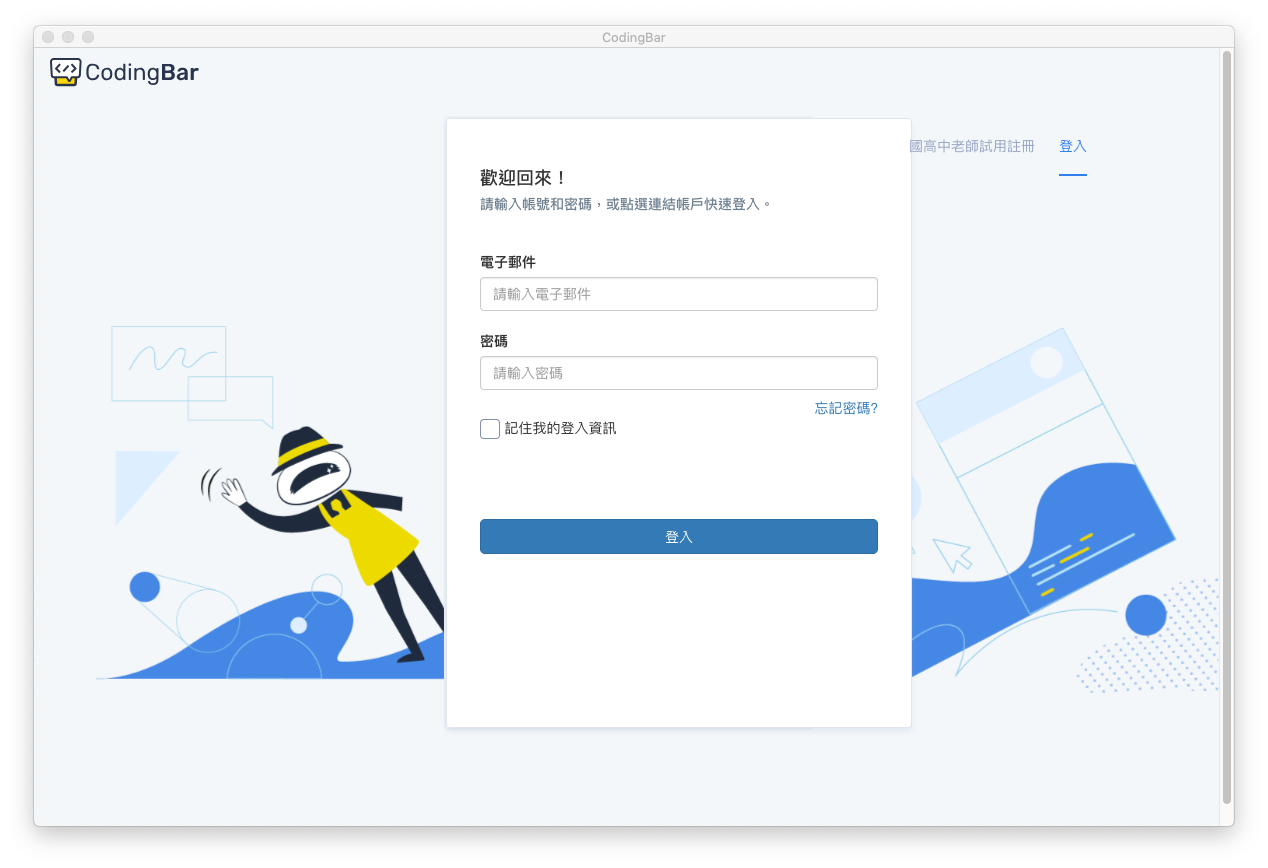 CodingBar
CodingBar
國高中老師試用註冊 登入
歡迎回來！
請輸入帳號和密碼，或點選連結帳戶快速登入。
電子郵件
請輸入電子郵件
密碼
請輸入密碼
忘記密碼?
記住我的登入資訊
登入